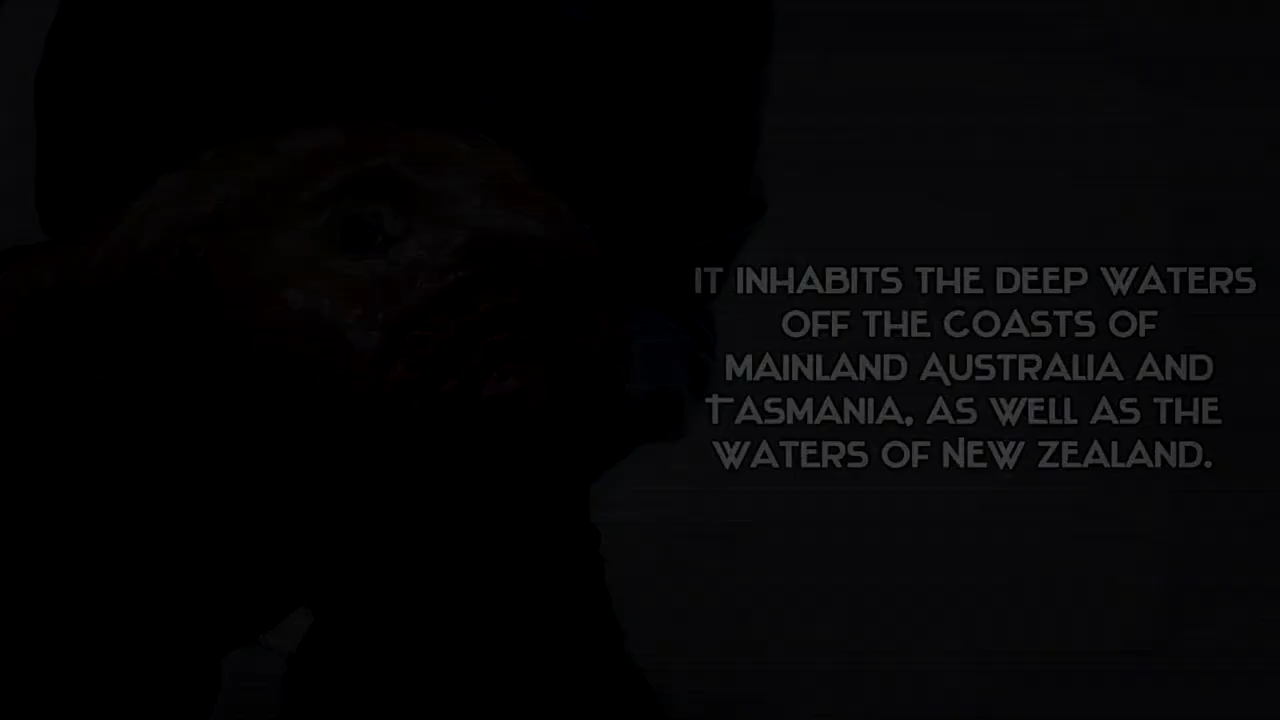 IT INHABITS THE DEEP WATERS
OFF THE COASTS OF
MAINLAND AUSTRALIA AND
TASMANIA, AS WELL AS THE
WATERS OF NEW ZEALAND.